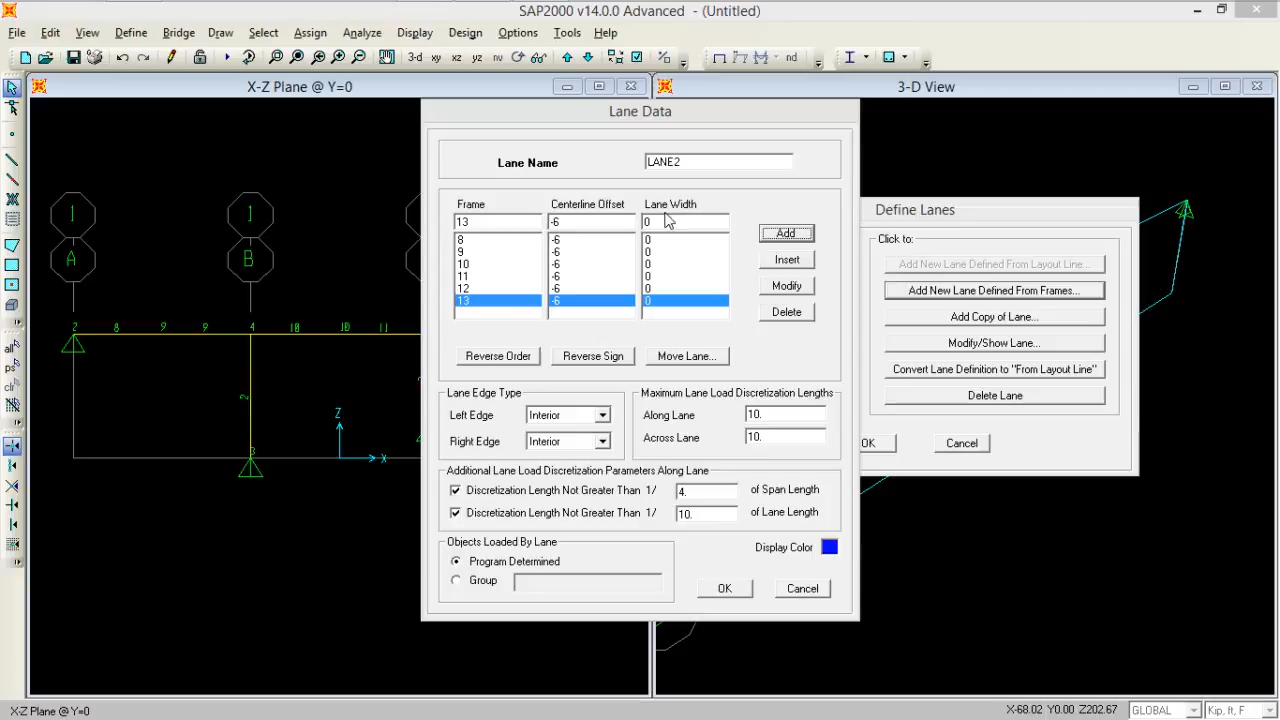 SAP2000 v14.0.0 Advanced - (Untitled)
File Edit View Define Bridge Draw Select Assign Analyze Display Design Options Tools Help
3-d xy xz yz nv nd
X-Z Plane @ Y=0
3-D View
all
ps
clr
1 1
A B
2 8 9 9 4 10 10 11
2
3
Z
X
Lane Data
Lane Name LANE2
Frame Centerline Offset Lane Width
13 -6 0
8 -6 0
9 -6 0
10 -6 0
11 -6 0
12 -6 0
13 -6 0
Add
Insert
Modify
Delete
Reverse Order Reverse Sign Move Lane...
Lane Edge Type
Left Edge Interior
Right Edge Interior
Maximum Lane Load Discretization Lengths
Along Lane 10.
Across Lane 10.
Additional Lane Load Discretization Parameters Along Lane
Discretization Length Not Greater Than 1/ 4. of Span Length
Discretization Length Not Greater Than 1/ 10. of Lane Length
Objects Loaded By Lane
Program Determined
Group
Display Color
OK Cancel
Define Lanes
Click to:
Add New Lane Defined From Layout Line...
Add New Lane Defined From Frames...
Add Copy of Lane...
Modify/Show Lane...
Convert Lane Definition to "From Layout Line"
Delete Lane
OK Cancel
X-Z Plane @ Y=0
X-68.02 Y0.00 Z202.67 GLOBAL Kip, ft, F